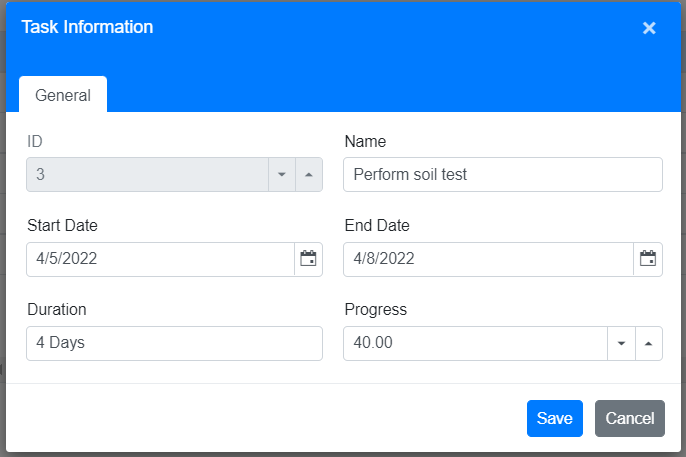 Task Information
General
ID
Name
3
Perform soil test
Start Date
End Date
4/5/2022
4/8/2022
Duration
Progress
4 Days
40.00
Save
Cancel